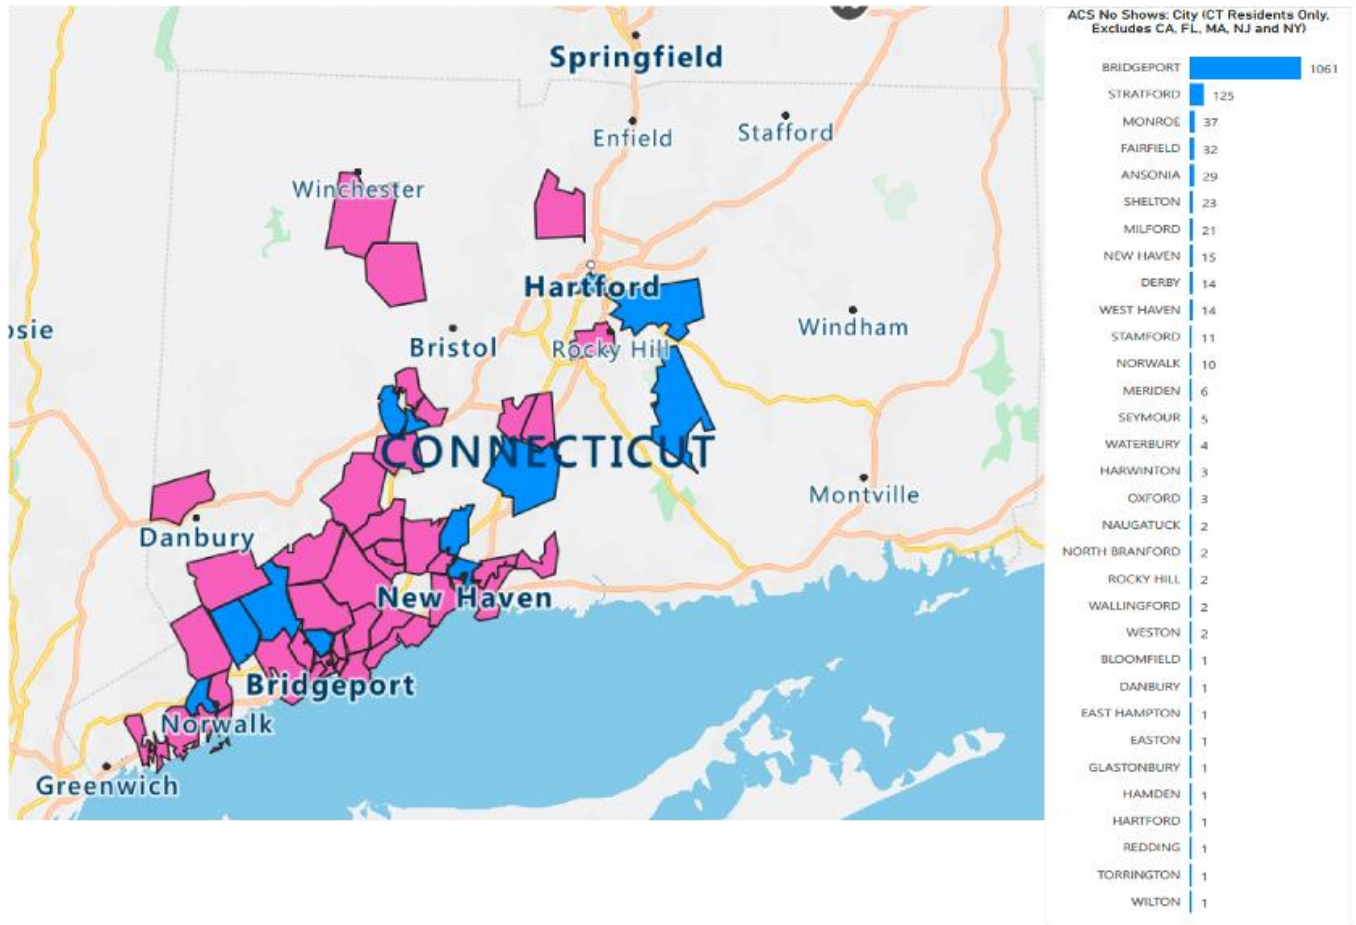 Springfield
Enfield
Stafford
Winchester
Hartford
osie
Windham
Bristol
Rocky Hill
CONNECTICUT
Montville
Danbury
New Haven
Bridgeport
Norwalk
Greenwich
ACS No Shows: City (CT Residents Only,
Excludes CA, FL, MA, NJ and NY)
BRIDGEPORT 1061
STRATFORD 125
MONROE 37
FAIRFIELD 32
ANSONIA 29
SHELTON 23
MILFORD 21
NEW HAVEN 15
DERBY 14
WEST HAVEN 14
STAMFORD 11
NORWALK 10
MERIDEN 6
SEYMOUR 5
WATERBURY 4
HARWINTON 3
OXFORD 3
NAUGATUCK 2
NORTH BRANFORD 2
ROCKY HILL 2
WALLINGFORD 2
WESTON 2
BLOOMFIELD 1
DANBURY 1
EAST HAMPTON 1
EASTON 1
GLASTONBURY 1
HAMDEN 1
HARTFORD 1
REDDING 1
TORRINGTON 1
WILTON 1